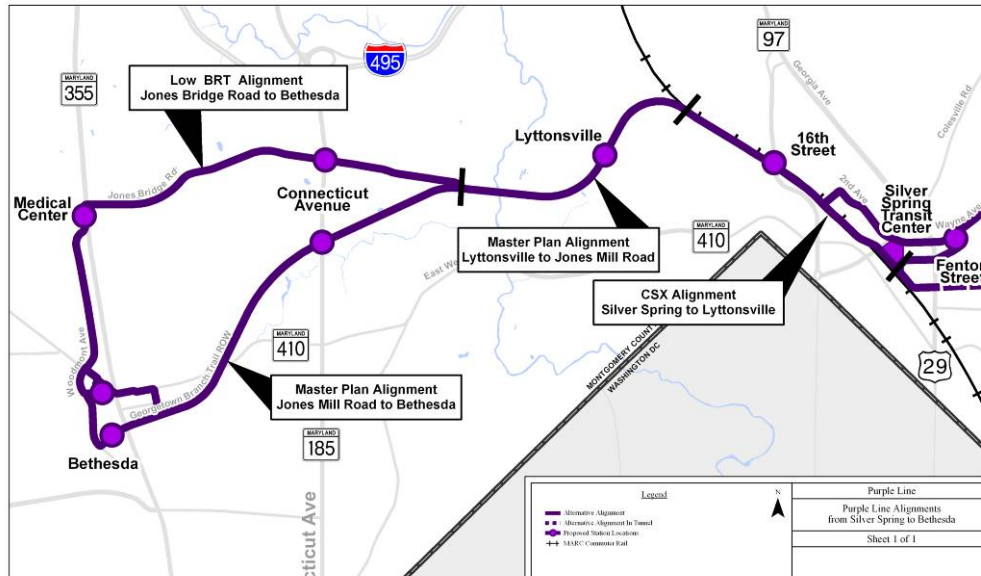 MARYLAND
355
Low BRT Alignment
Jones Bridge Road to Bethesda
495
MARYLAND
97
Georgia Ave
Colesville Rd
Lyttonsville
16th
Street
2nd Ave
Silver
Spring
Transit
Center
Wayne Ave
Fenton
Street
Jones Bridge Rd
Medical
Center
Connecticut
Avenue
Master Plan Alignment
Lyttonsville to Jones Mill Road
MARYLAND
410
East We
CSX Alignment
Silver Spring to Lyttonsville
MARYLAND
410
Woodmont Ave
Georgetown Branch Trail ROW
Master Plan Alignment
Jones Mill Road to Bethesda
MONTGOMERY COUNT
WASHINGTON DC
29
Bethesda
MARYLAND
185
cticut Ave
Legend
Alternative Alignment
Alternative Alignment In Tunnel
Proposed Station Locations
MARC Commuter Rail
N
Purple Line
Purple Line Alignments
from Silver Spring to Bethesda
Sheet 1 of 1